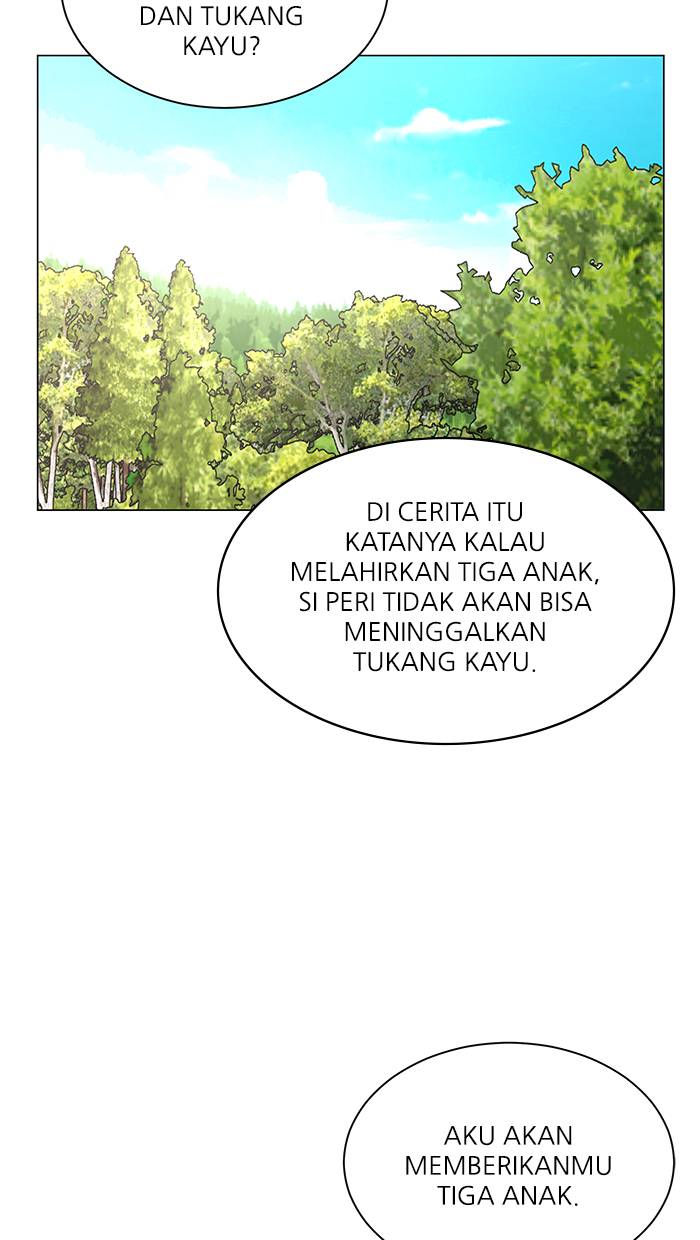 DAN TUKANG
KAYU?
DI CERITA ITU
KATANYA KALAU
MELAHIRKAN TIGA ANAK,
SI PERI TIDAK AKAN BISA
MENINGGALKAN
TUKANG KAYU.
AKU AKAN
MEMBERIKANMU
TIGA ANAK.